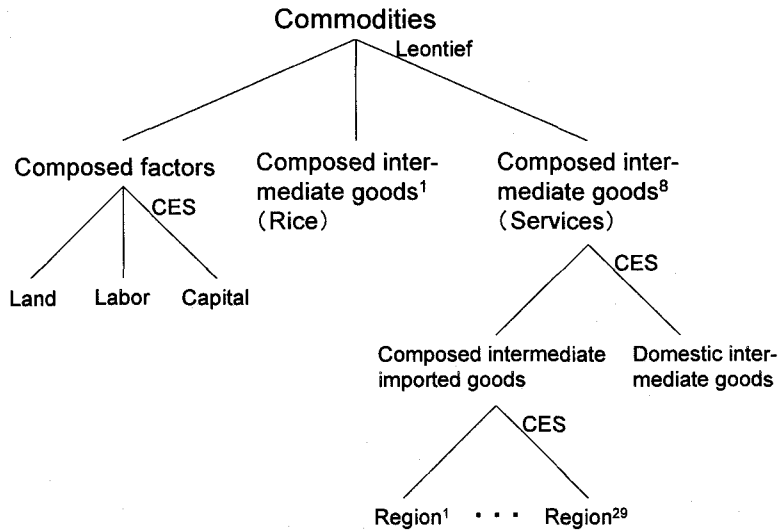 Commodities
Leontief
Composed factors
Composed inter-
mediate goods¹
(Rice)
Composed inter-
mediate goods⁸
(Services)
CES
CES
Land
Labor
Capital
Composed intermediate
imported goods
Domestic inter-
mediate goods
CES
Region¹
· · ·
Region²⁹